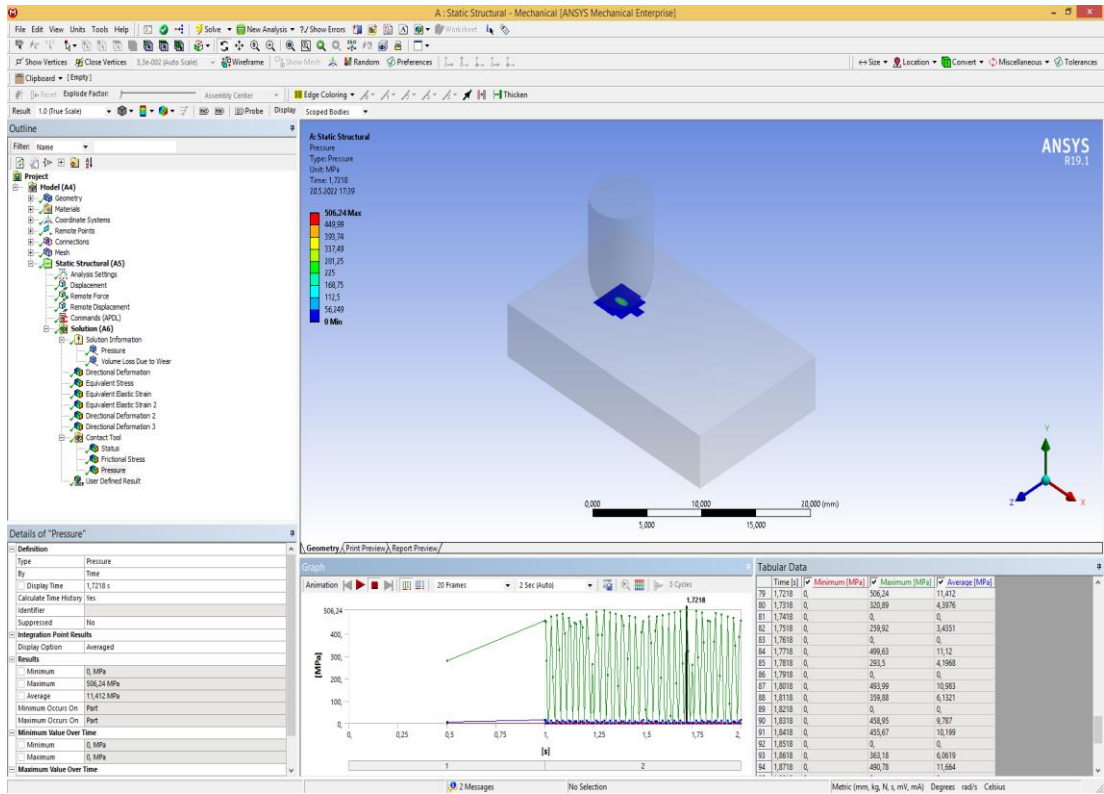 A : Static Structural - Mechanical [ANSYS Mechanical Enterprise]
File Edit View Units Tools Help Solve New Analysis ?/ Show Errors Worksheet
Show Vertices Close Vertices 3,3e-002 (Auto Scale) Wireframe Show Mesh Random Preferences Size Location Convert Miscellaneous Tolerances
Clipboard [Empty]
Reset Explode Factor: Assembly Center Edge Coloring Thicken
Result 1.0 (True Scale) Probe Display Scoped Bodies
Outline
Filter: Name
Project
Model (A4)
Geometry
Materials
Coordinate Systems
Remote Points
Connections
Mesh
Static Structural (A5)
Analysis Settings
Displacement
Remote Force
Remote Displacement
Commands (APDL)
Solution (A6)
Solution Information
Pressure
Volume Loss Due to Wear
Directional Deformation
Equivalent Stress
Equivalent Elastic Strain
Equivalent Elastic Strain 2
Directional Deformation 2
Directional Deformation 3
Contact Tool
Status
Frictional Stress
Pressure
User Defined Result
A: Static Structural
Pressure
Type: Pressure
Unit: MPa
Time: 1,7218
20.5.2022 17:39
506,24 Max
449,99
393,74
337,49
281,25
225
168,75
112,5
56,249
0 Min
ANSYS
R19.1
Y
Z
X
0,000 10,000 20,000 (mm)
5,000 15,000
Geometry Print Preview Report Preview
Details of "Pressure"
Definition
Type Pressure
By Time
Display Time 1,7218 s
Calculate Time History Yes
Identifier
Suppressed No
Integration Point Results
Display Option Averaged
Results
Minimum 0, MPa
Maximum 506,24 MPa
Average 11,412 MPa
Minimum Occurs On Part
Maximum Occurs On Part
Minimum Value Over Time
Minimum 0, MPa
Maximum 0, MPa
Maximum Value Over Time
Graph
Animation 20 Frames 2 Sec (Auto) 3 Cycles
1,7218
506,24
400,
300,
200,
100,
0,
[MPa]
0, 0,25 0,5 0,75 1, 1,25 1,5 1,75 2,
[s]
1 2
Tabular Data
Time [s] Minimum [MPa] Maximum [MPa] Average [MPa]
79 1,7218 0, 506,24 11,412
80 1,7318 0, 320,89 4,3976
81 1,7418 0, 0, 0,
82 1,7518 0, 259,92 3,4351
83 1,7618 0, 0, 0,
84 1,7718 0, 499,63 11,12
85 1,7818 0, 293,5 4,1968
86 1,7918 0, 0, 0,
87 1,8018 0, 493,99 10,983
88 1,8118 0, 359,88 6,1321
89 1,8218 0, 0, 0,
90 1,8318 0, 458,95 9,787
91 1,8418 0, 455,67 10,199
92 1,8518 0, 0, 0,
93 1,8618 0, 363,18 6,0619
94 1,8718 0, 490,78 11,664
2 Messages No Selection Metric (mm, kg, N, s, mV, mA) Degrees rad/s Celsius